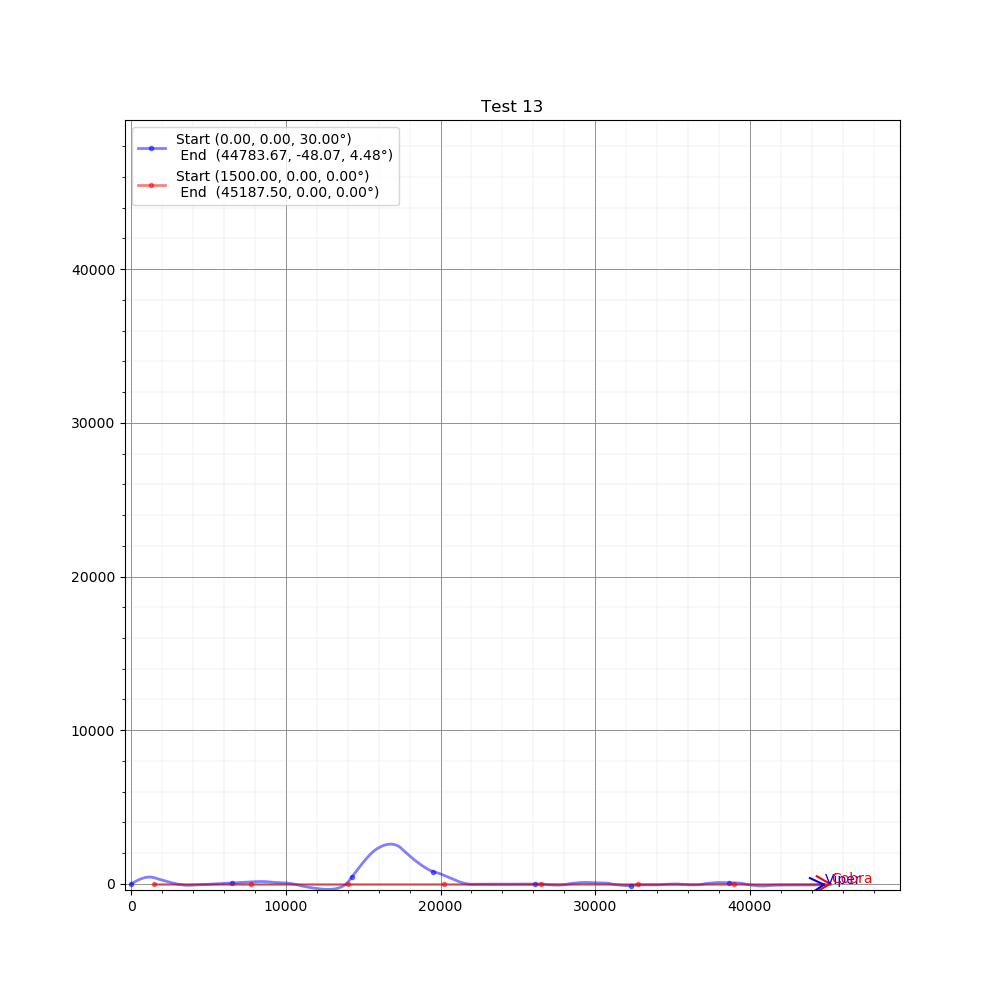 Test 13
Start (0.00, 0.00, 30.00°)
End (44783.67, -48.07, 4.48°)
Start (1500.00, 0.00, 0.00°)
End (45187.50, 0.00, 0.00°)
40000
30000
20000
10000
0
Viper
Cobra
0
10000
20000
30000
40000